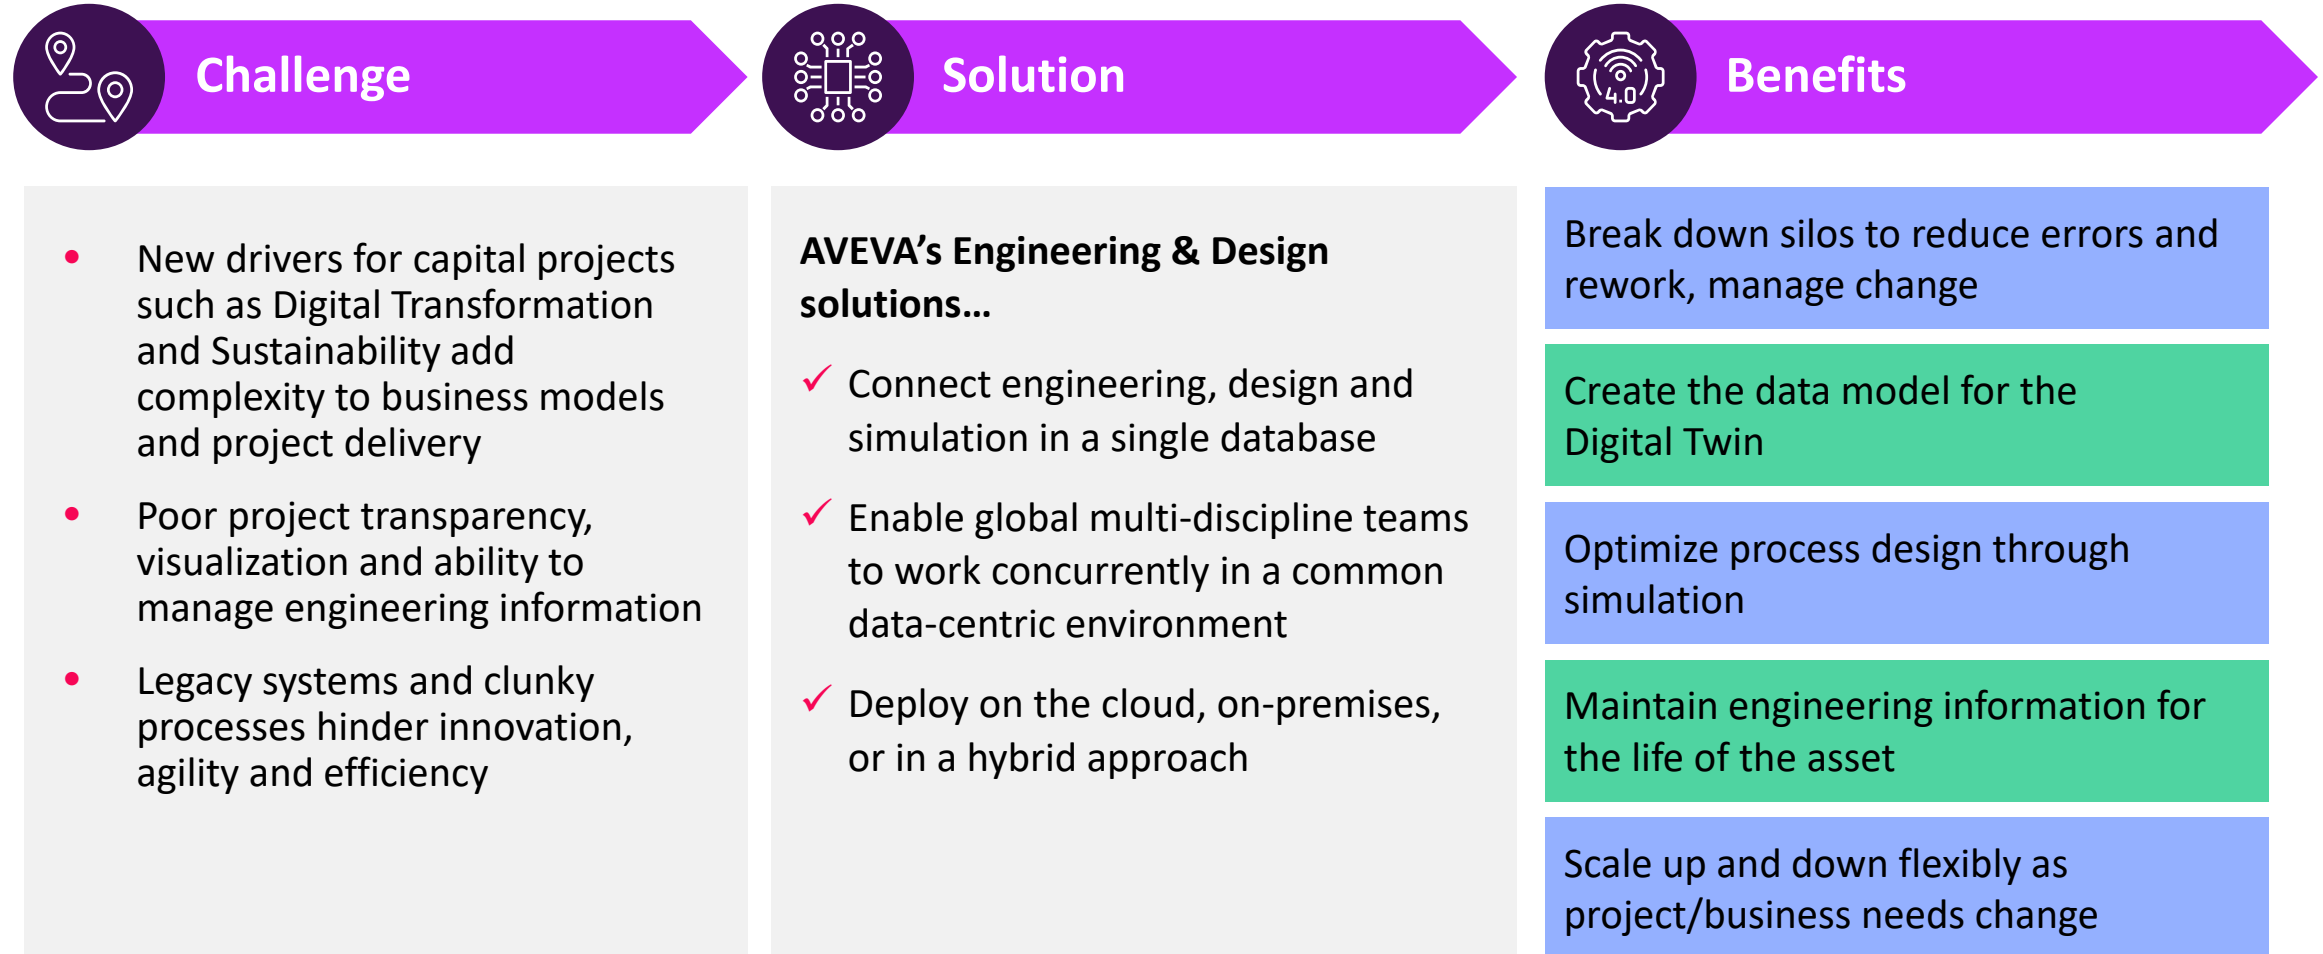 Challenge
New drivers for capital projects
such as Digital Transformation
and Sustainability add
complexity to business models
and project delivery
Poor project transparency,
visualization and ability to
manage engineering information
Legacy systems and clunky
processes hinder innovation,
agility and efficiency
Solution
AVEVA’s Engineering & Design
solutions…
Connect engineering, design and
simulation in a single database
Enable global multi-discipline teams
to work concurrently in a common
data-centric environment
Deploy on the cloud, on-premises,
or in a hybrid approach
4.0
Benefits
Break down silos to reduce errors and
rework, manage change
Create the data model for the
Digital Twin
Optimize process design through
simulation
Maintain engineering information for
the life of the asset
Scale up and down flexibly as
project/business needs change